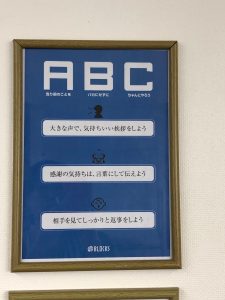 ABC
当り前のことを バカにせずに ちゃんとやろう
大きな声で、気持ちいい挨拶をしよう
感謝の気持ちは、言葉にして伝えよう
相手を見てしっかりと返事をしよう
BLOCKS